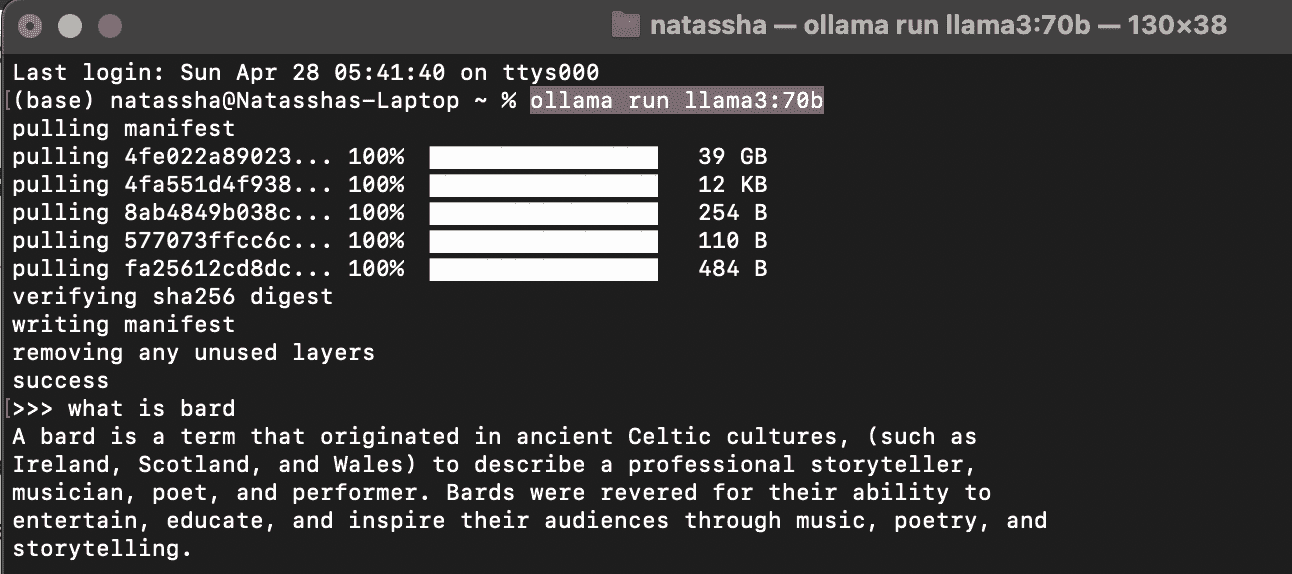 natassha — ollama run llama3:70b — 130×38
Last login: Sun Apr 28 05:41:40 on ttys000
(base) natassha@Natasshas-Laptop ~ % ollama run llama3:70b
pulling manifest
pulling 4fe022a89023... 100% 39 GB
pulling 4fa551d4f938... 100% 12 KB
pulling 8ab4849b038c... 100% 254 B
pulling 577073ffcc6c... 100% 110 B
pulling fa25612cd8dc... 100% 484 B
verifying sha256 digest
writing manifest
removing any unused layers
success
>>> what is bard
A bard is a term that originated in ancient Celtic cultures, (such as
Ireland, Scotland, and Wales) to describe a professional storyteller,
musician, poet, and performer. Bards were revered for their ability to
entertain, educate, and inspire their audiences through music, poetry, and
storytelling.